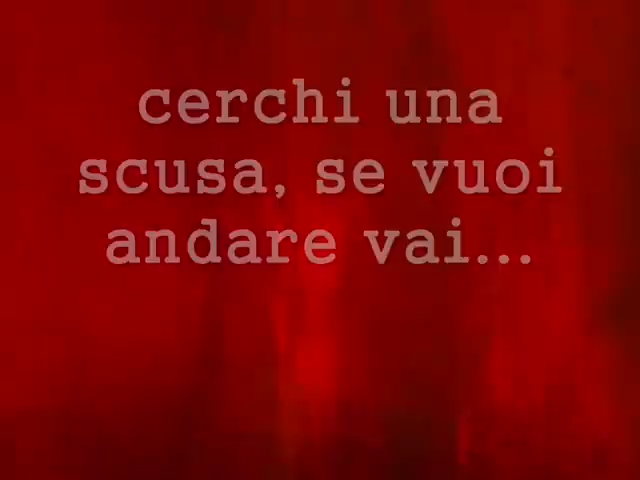 cerchi una
scusa, se vuoi
andare vai...